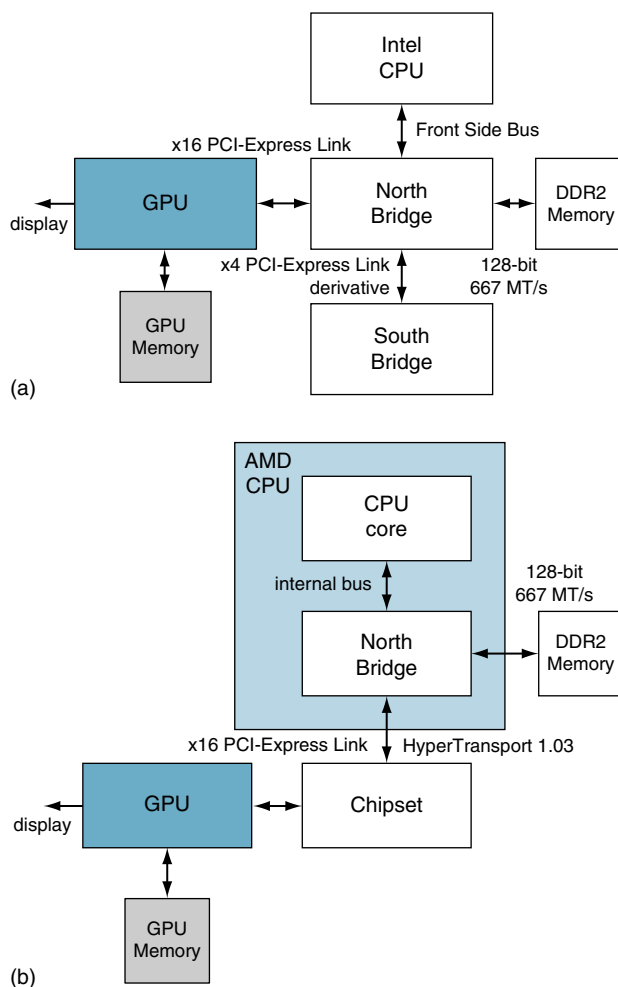 Intel
CPU
Front Side Bus
x16 PCI-Express Link
GPU
North
Bridge
DDR2
Memory
display
x4 PCI-Express Link
derivative
128-bit
667 MT/s
GPU
Memory
South
Bridge
(a)
AMD
CPU
CPU
core
internal bus
128-bit
667 MT/s
North
Bridge
DDR2
Memory
x16 PCI-Express Link
HyperTransport 1.03
GPU
Chipset
display
GPU
Memory
(b)